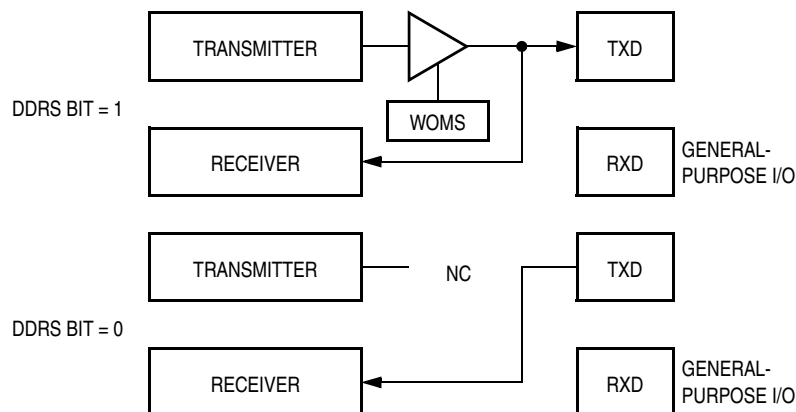 TRANSMITTER
TXD
DDRS BIT = 1
WOMS
RECEIVER
RXD
GENERAL-
PURPOSE I/O
TRANSMITTER
NC
TXD
DDRS BIT = 0
RECEIVER
RXD
GENERAL-
PURPOSE I/O